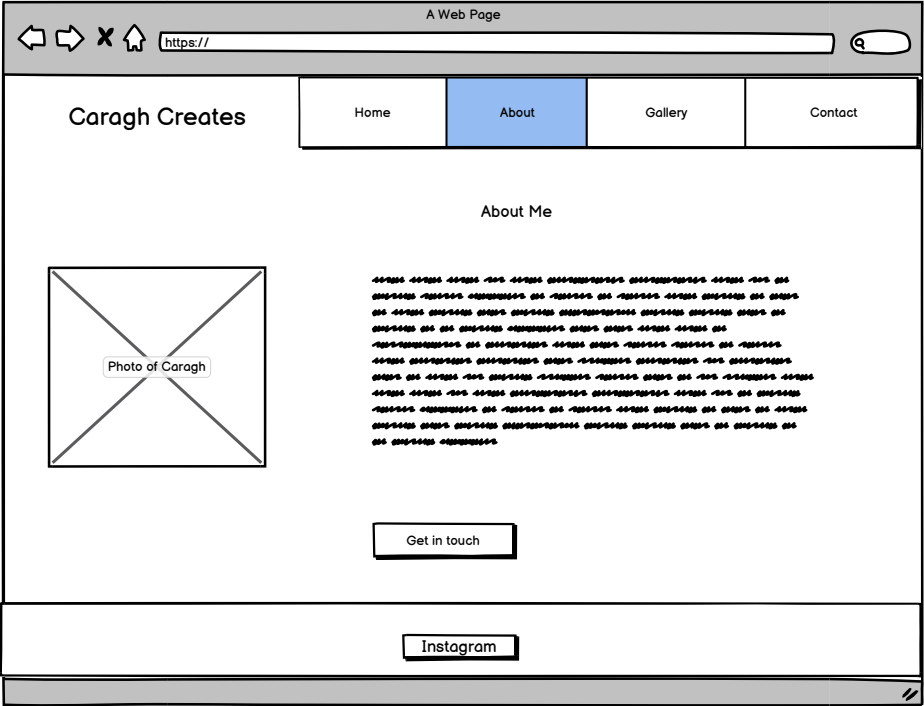 A Web Page
https://
Caragh Creates
Home
About
Gallery
Contact
About Me
Photo of Caragh
Get in touch
Instagram